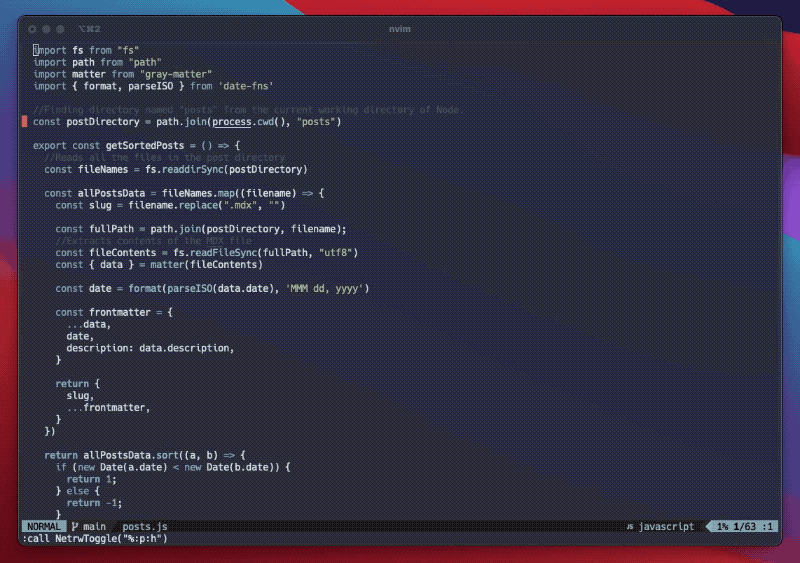 ⌥⌘2
nvim
import fs from "fs"
import path from "path"
import matter from "gray-matter"
import { format, parseISO } from 'date-fns'
//Finding directory named "posts" from the current working directory of Node.
const postDirectory = path.join(process.cwd(), "posts")
export const getSortedPosts = () => {
//Reads all the files in the post directory
const fileNames = fs.readdirSync(postDirectory)
const allPostsData = fileNames.map((filename) => {
const slug = filename.replace(".mdx", "")
const fullPath = path.join(postDirectory, filename);
//Extracts contents of the MDX file
const fileContents = fs.readFileSync(fullPath, "utf8")
const { data } = matter(fileContents)
const date = format(parseISO(data.date), 'MMM dd, yyyy')
const frontmatter = {
...data,
date,
description: data.description,
}
return {
slug,
...frontmatter,
}
})
return allPostsData.sort((a, b) => {
if (new Date(a.date) < new Date(b.date)) {
return 1;
} else {
return -1;
}
NORMAL main posts.js JS javascript 1% 1/63 :1
:call NetrwToggle("%:p:h")